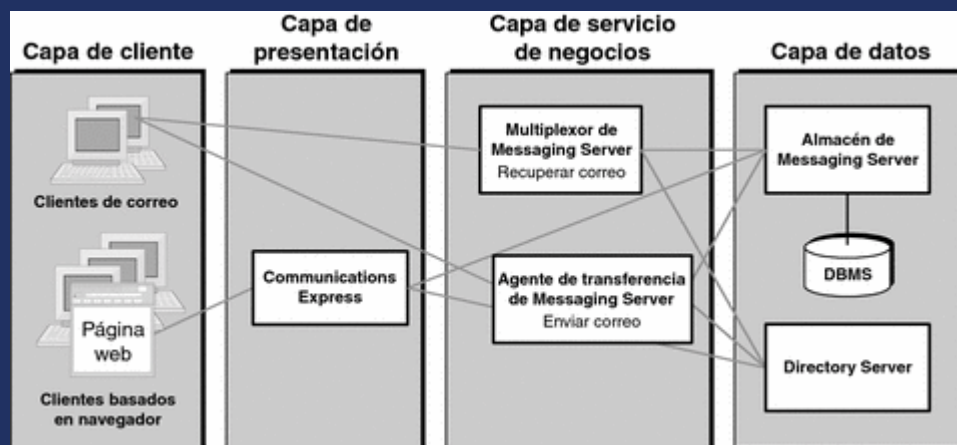 Capa de cliente
Capa de
presentación
Capa de servicio
de negocios
Capa de datos
Clientes de correo
Página
web
Clientes basados
en navegador
Communications
Express
Multiplexor de
Messaging Server
Recuperar correo
Agente de transferencia
de Messaging Server
Enviar correo
Almacén de
Messaging Server
DBMS
Directory Server